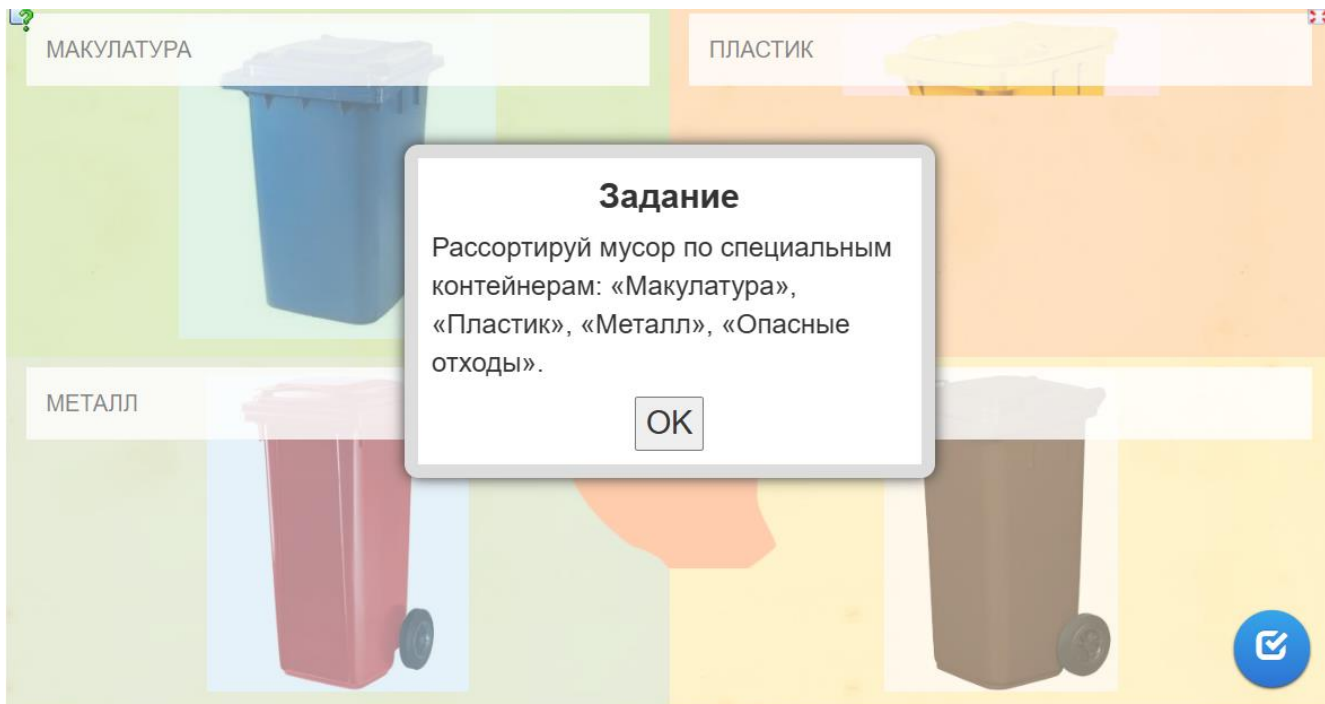 МАКУЛАТУРА
ПЛАСТИК
Задание
Рассортируй мусор по специальным
контейнерам: «Макулатура»,
«Пластик», «Металл», «Опасные
отходы».
OK
МЕТАЛЛ